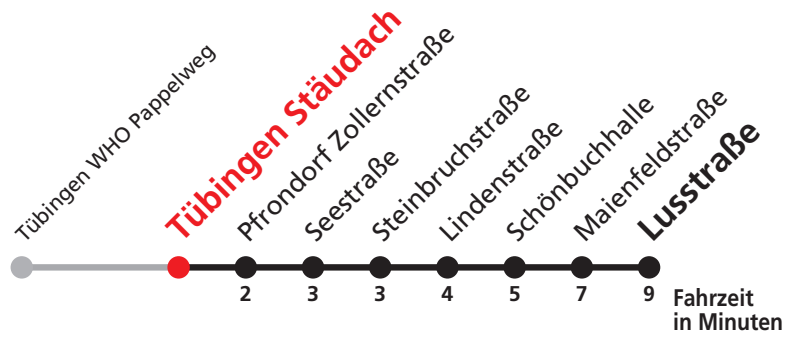 Tübingen WHO Pappelweg
Tübingen Stäudach
Pfrondorf Zollernstraße
Seestraße
Steinbruchstraße
Lindenstraße
Schönbuchhalle
Maienfeldstraße
Lusstraße
2 3 3 4 5 7 9
Fahrzeit
in Minuten